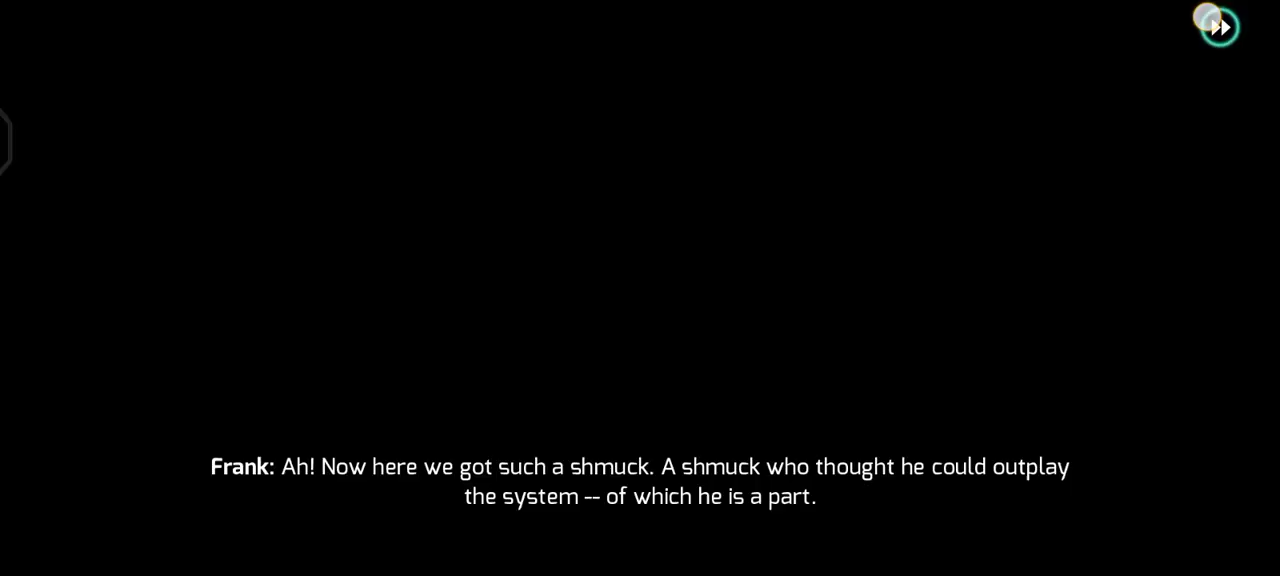 Frank: Ah! Now here we got such a shmuck. A shmuck who thought he could outplay
the system -- of which he is a part.